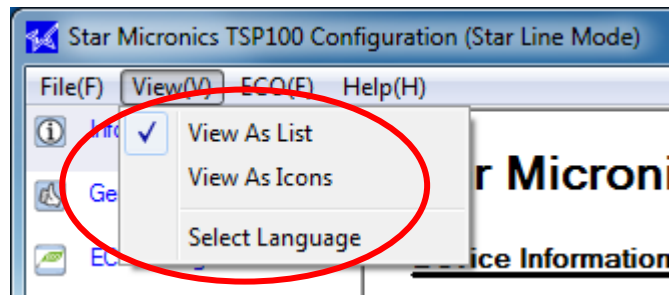 Star Micronics TSP100 Configuration (Star Line Mode)
File(F) View(V) ECO(E) Help(H)
View As List
r Microni
View As Icons
Ge
Select Language
ice Information